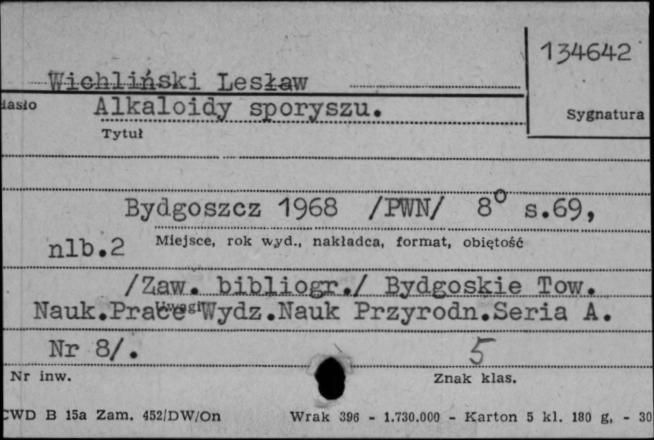 134642
Wichliński Lesław
Alkaloidy sporyszu.
Sygnatura
Tytuł
Bydgoszcz 1968 /PWN/ 8° s.69,
nlb.2
Miejsce, rok wyd., nakładca, format, objętość
/Zaw. bibliogr./ Bydgoskie Tow.
Uwagi
Nauk.Prace Wydz.Nauk Przyrodn.Seria A.
Nr 8/.
5
Nr inw.
Znak klas.
CWD B 15a Zam. 452/DW/On Wrak 396 - 1.730.000 - Karton 5 kl. 180 g, - 30